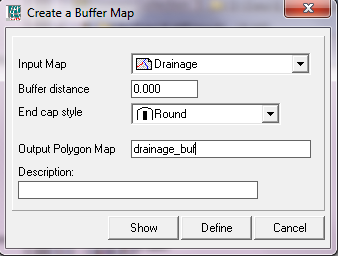 Create a Buffer Map
Input Map Drainage
Buffer distance 0.000
End cap style Round
Output Polygon Map drainage_buf
Description:
Show Define Cancel